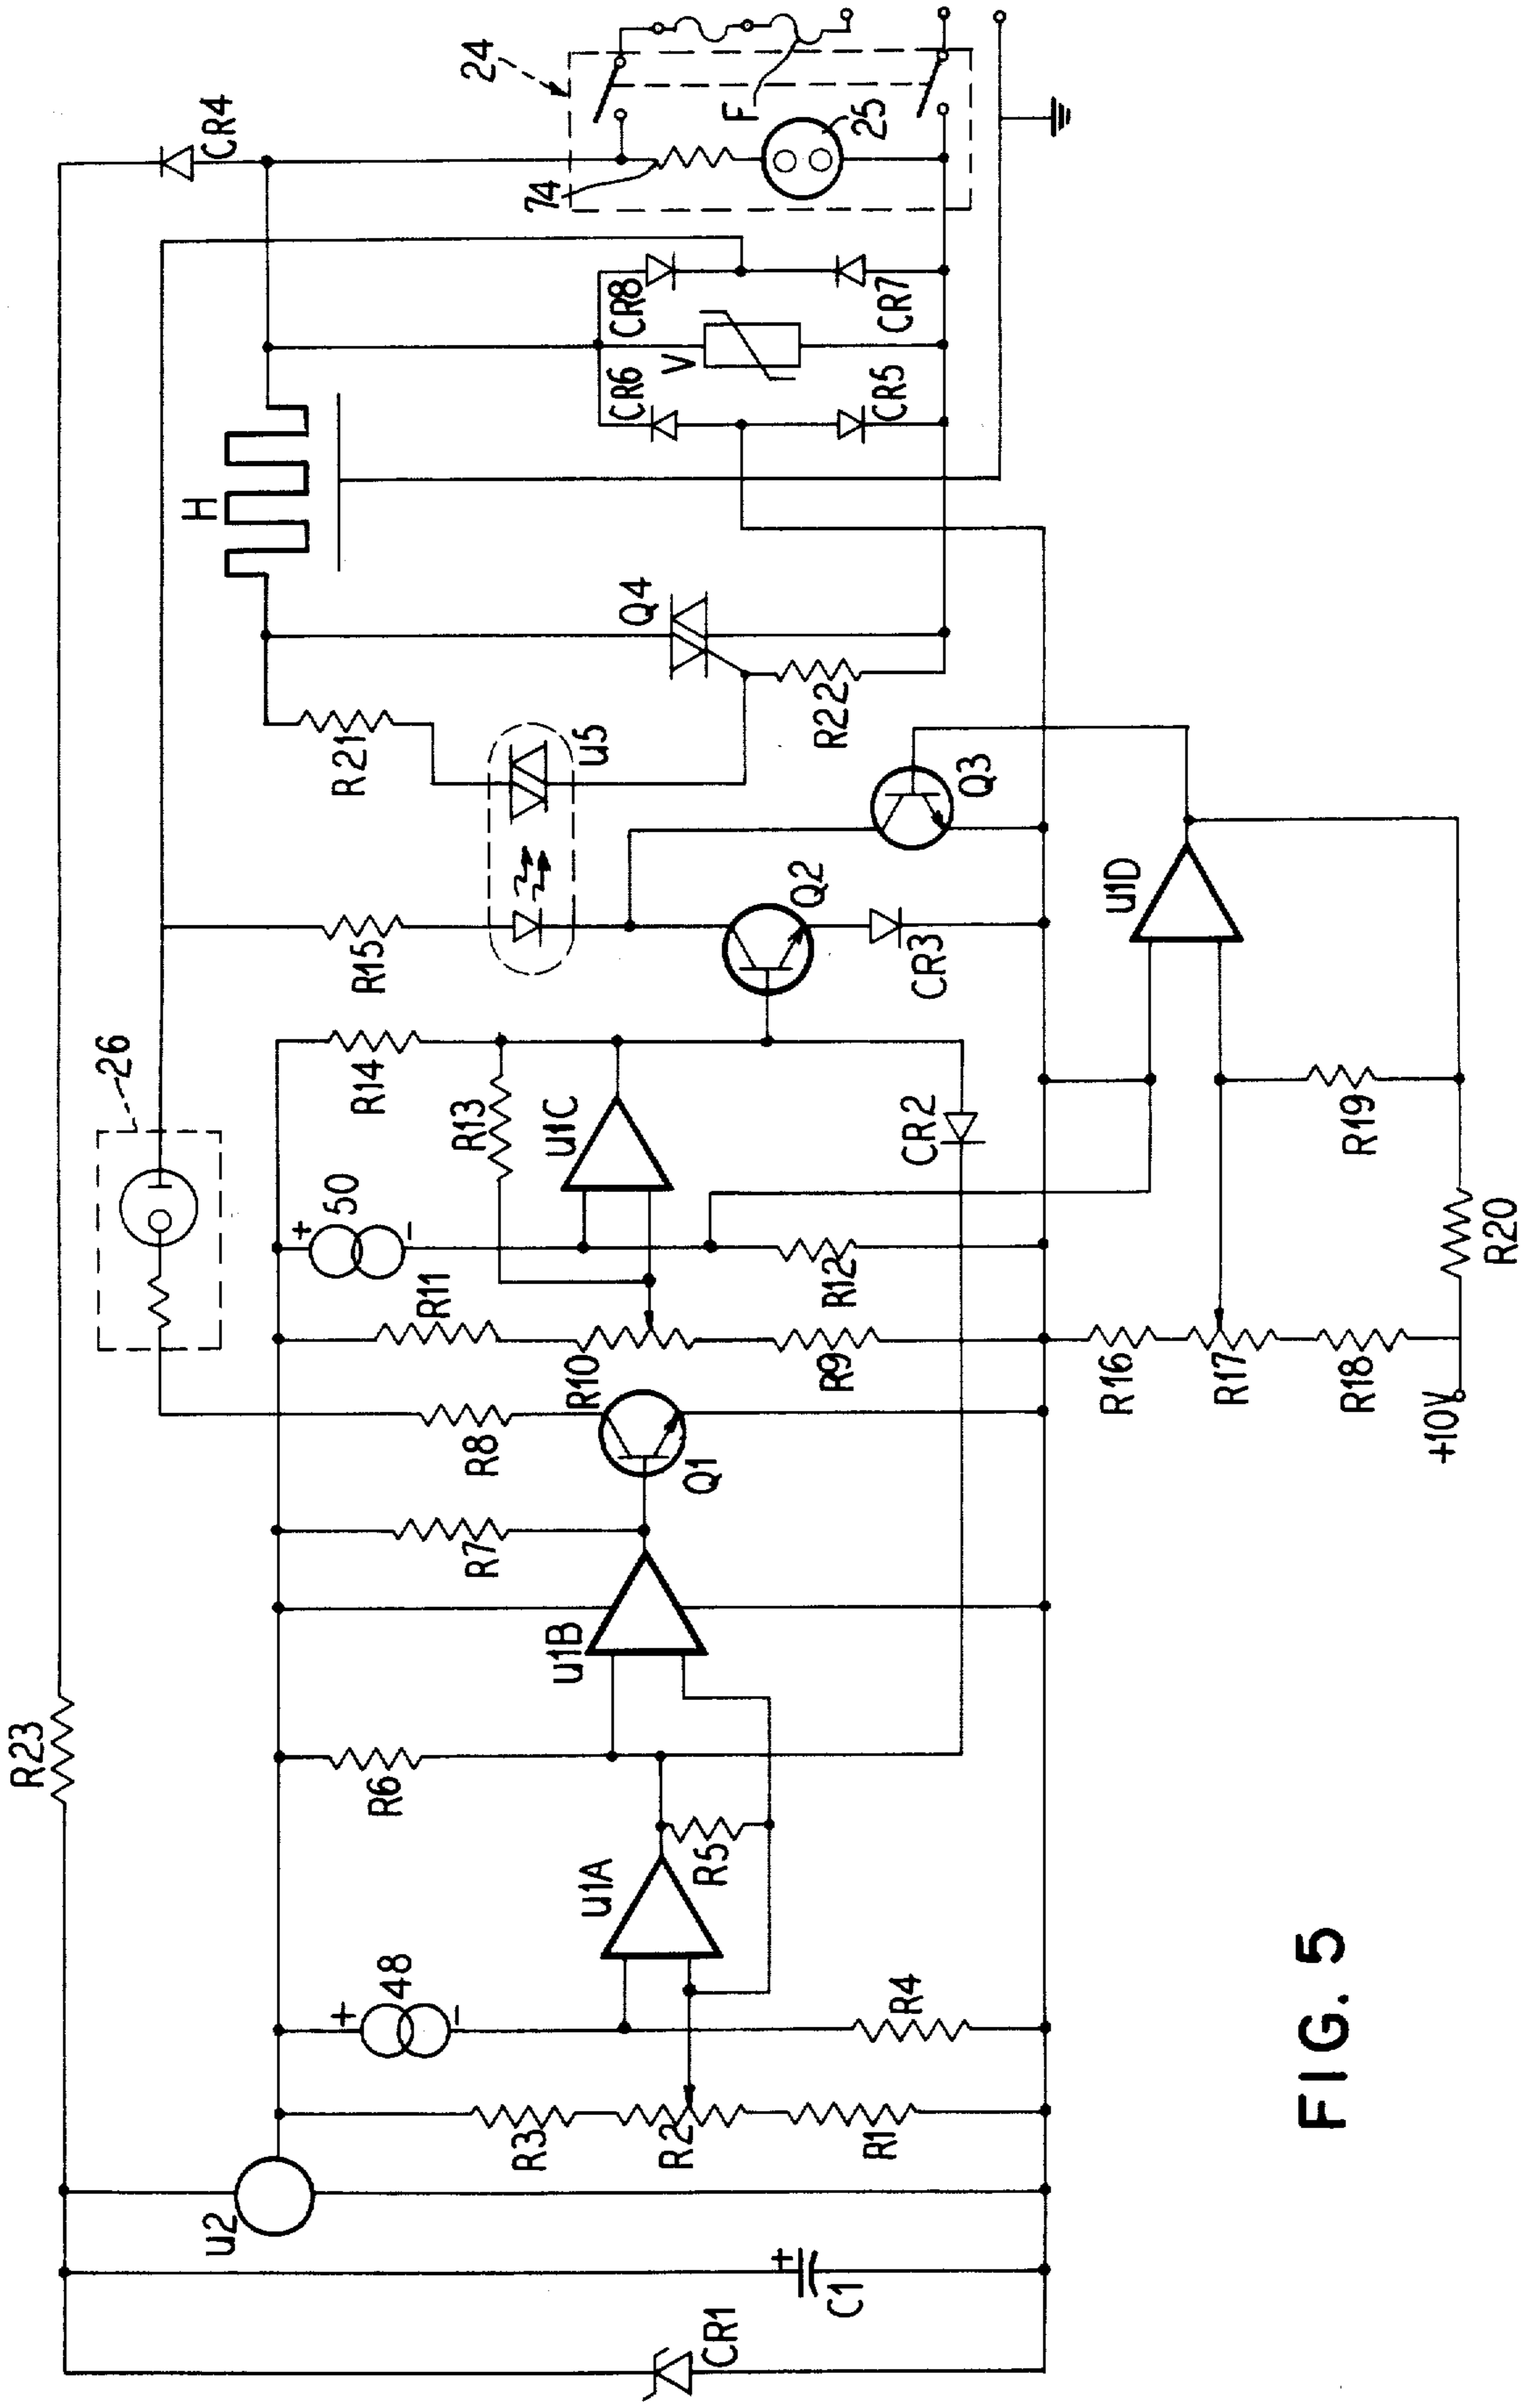 24
CR4
F
25
74
CR8
CR7
V
CR6
CR5
H
Q4
R22
R21
u5
Q3
R15
Q2
CR3
u1D
26
R14
R13
u1C
CR2
50
+
−
R12
R19
R20
R11
R10
R9
R16
R17
R18
+10V
R8
Q1
R7
u1B
R23
R6
R5
u1A
48
+
−
R4
R3
R2
R1
u2
+
C1
CR1
FIG. 5